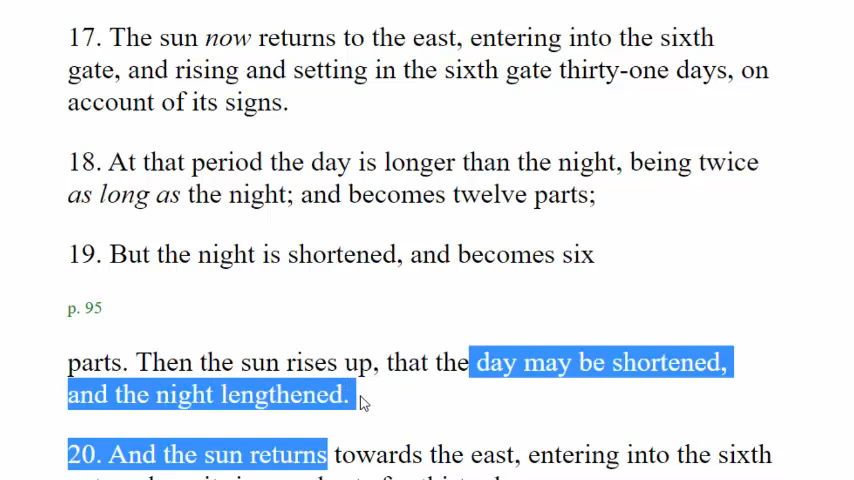 17. The sun now returns to the east, entering into the sixth
gate, and rising and setting in the sixth gate thirty-one days, on
account of its signs.
18. At that period the day is longer than the night, being twice
as long as the night; and becomes twelve parts;
19. But the night is shortened, and becomes six
p. 95
parts. Then the sun rises up, that the day may be shortened,
and the night lengthened.
20. And the sun returns towards the east, entering into the sixth